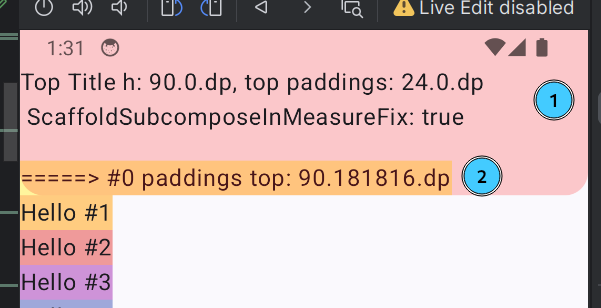 Live Edit disabled
1:31
Top Title h: 90.0.dp, top paddings: 24.0.dp
1
ScaffoldSubcomposeInMeasureFix: true
=====> #0 paddings top: 90.181816.dp
2
Hello #1
Hello #2
Hello #3